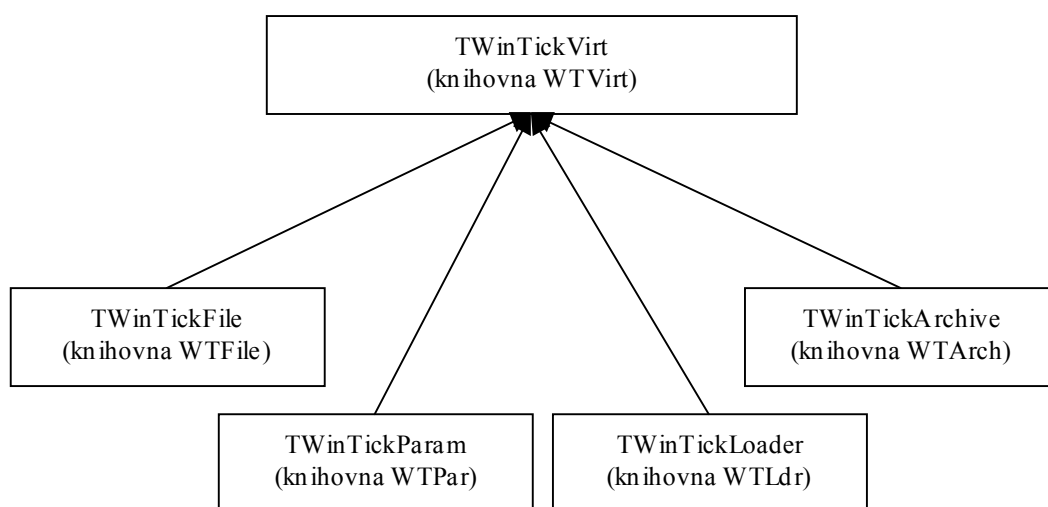 TWinTickVirt
(knihovna WTVirt)
TWinTickFile
(knihovna WTFile)
TWinTickArchive
(knihovna WTArch)
TWinTickParam
(knihovna WTPar)
TWinTickLoader
(knihovna WTLdr)